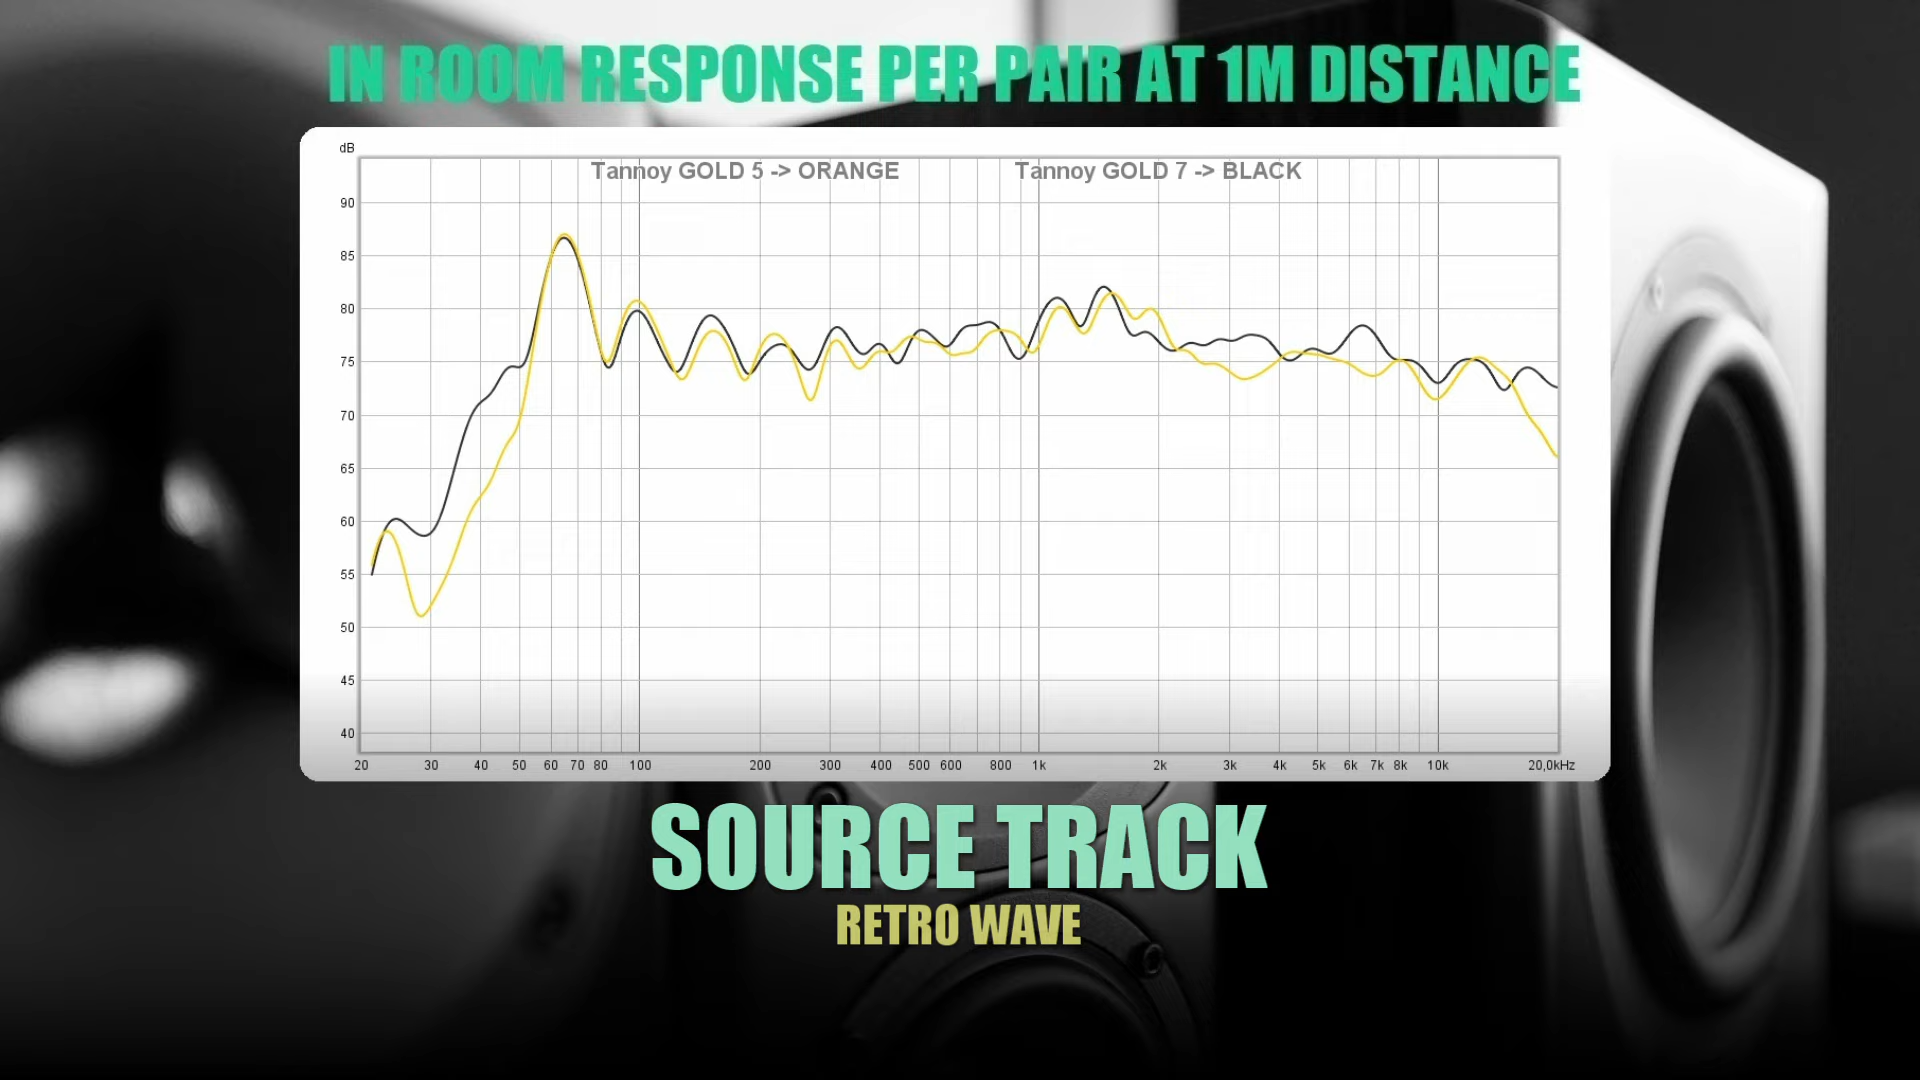 IN ROOM RESPONSE PER PAIR AT 1M DISTANCE
dB
Tannoy GOLD 5 -> ORANGE Tannoy GOLD 7 -> BLACK
90
85
80
75
70
65
60
55
50
45
40
20 30 40 50 60 70 80 100 200 300 400 500 600 800 1k 2k 3k 4k 5k 6k 7k 8k 10k 20,0kHz
SOURCE TRACK
RETRO WAVE